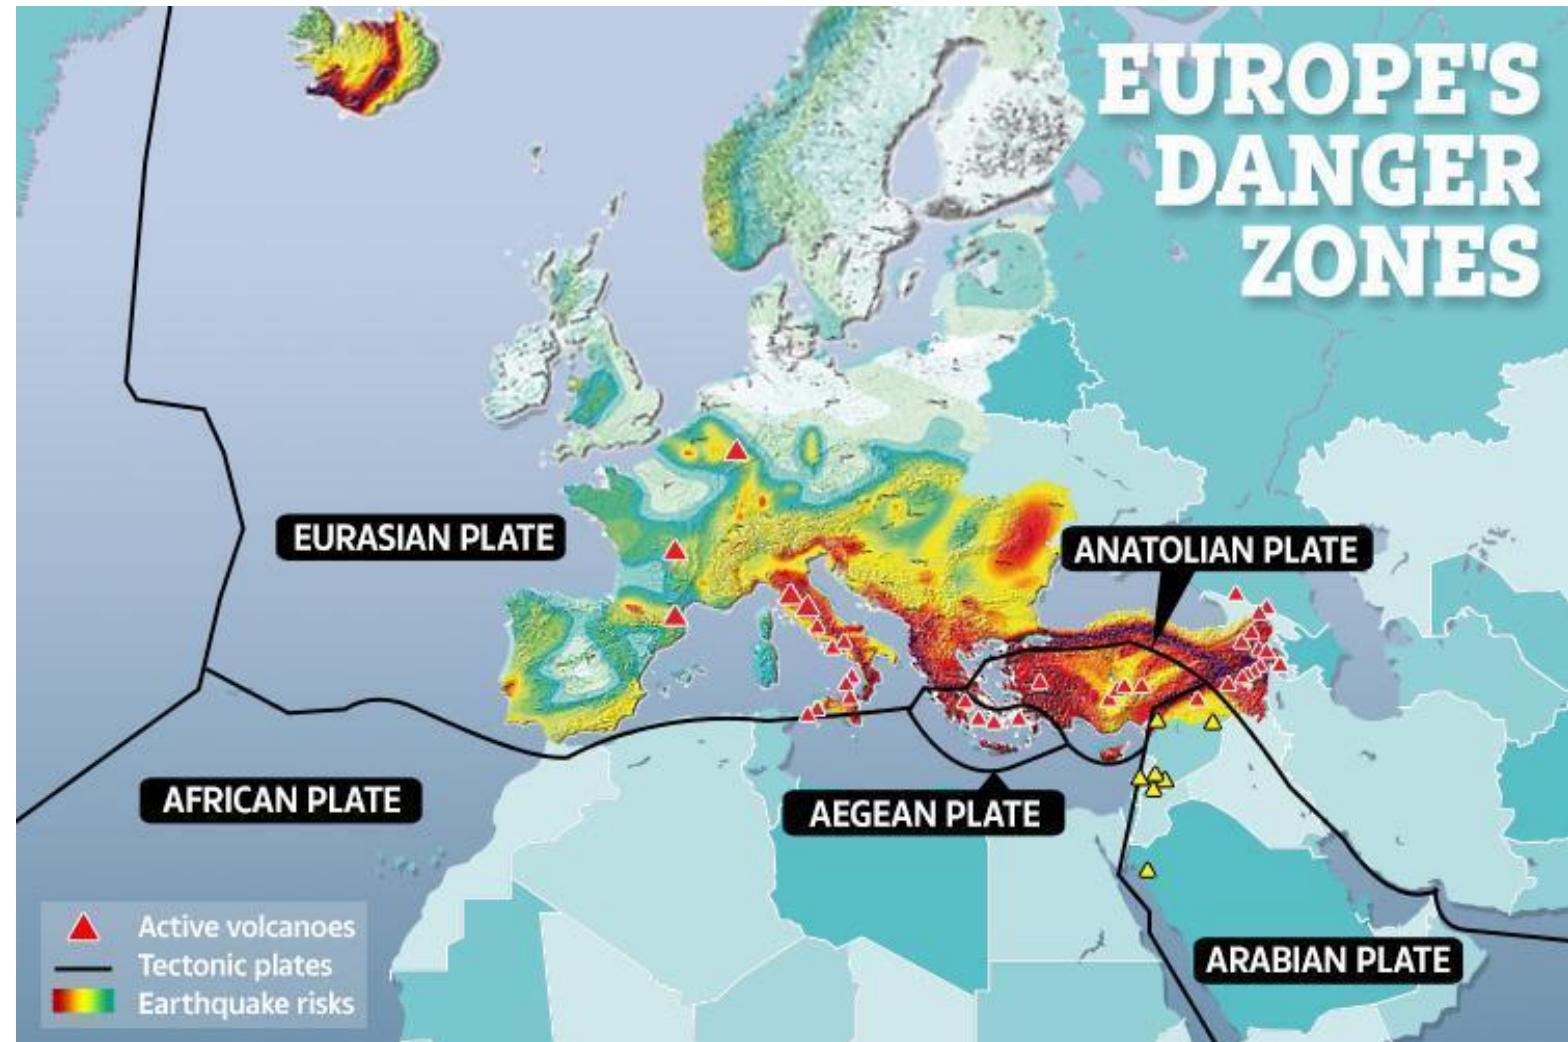 EUROPE'S
DANGER
ZONES
EURASIAN PLATE
ANATOLIAN PLATE
AFRICAN PLATE
AEGEAN PLATE
ARABIAN PLATE
Active volcanoes
Tectonic plates
Earthquake risks